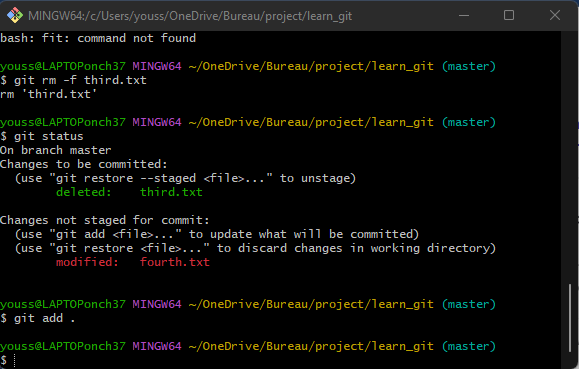 MINGW64:/c/Users/youss/OneDrive/Bureau/project/learn_git
bash: fit: command not found
youss@LAPTOPonch37 MINGW64 ~/OneDrive/Bureau/project/learn_git (master)
$ git rm -f third.txt
rm 'third.txt'
youss@LAPTOPonch37 MINGW64 ~/OneDrive/Bureau/project/learn_git (master)
$ git status
On branch master
Changes to be committed:
  (use "git restore --staged <file>..." to unstage)
        deleted:    third.txt
Changes not staged for commit:
  (use "git add <file>..." to update what will be committed)
  (use "git restore <file>..." to discard changes in working directory)
        modified:   fourth.txt
youss@LAPTOPonch37 MINGW64 ~/OneDrive/Bureau/project/learn_git (master)
$ git add .
youss@LAPTOPonch37 MINGW64 ~/OneDrive/Bureau/project/learn_git (master)
$